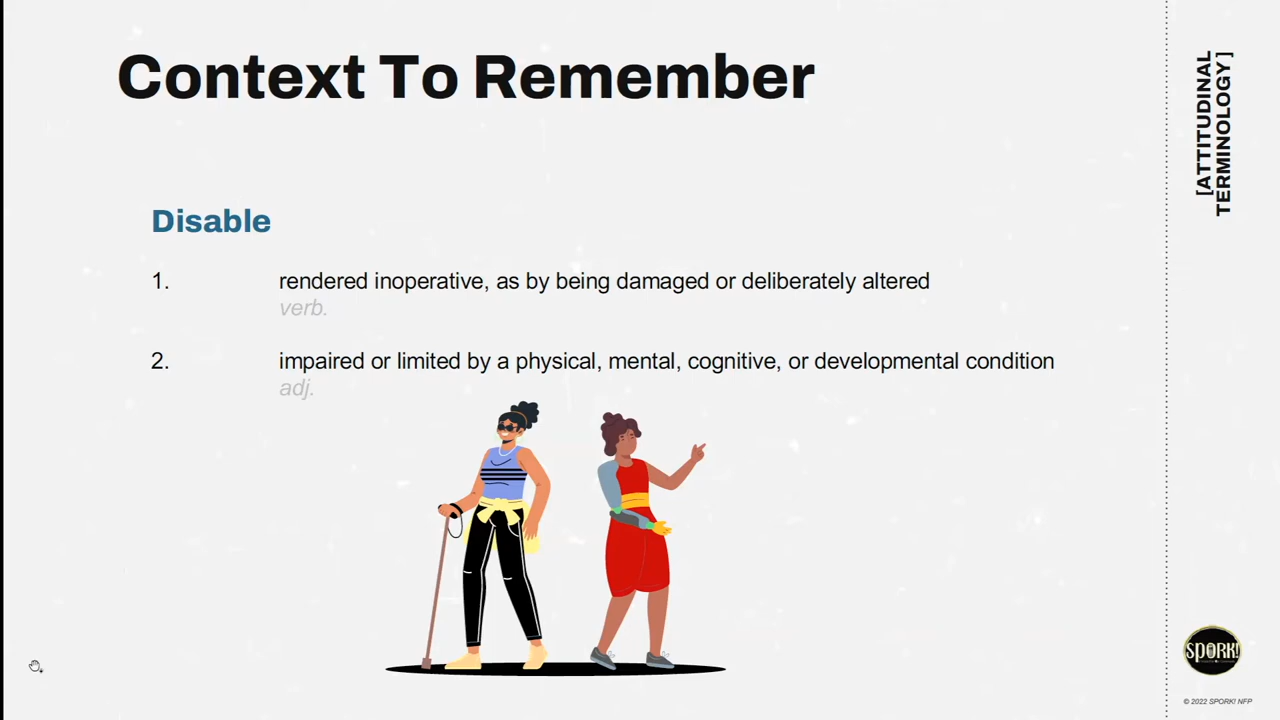 Context To Remember
[ATTITUDINAL
TERMINOLOGY]
Disable
1. rendered inoperative, as by being damaged or deliberately altered
verb.
2. impaired or limited by a physical, mental, cognitive, or developmental condition
adj.
SPORK!
© 2022 SPORK! NFP